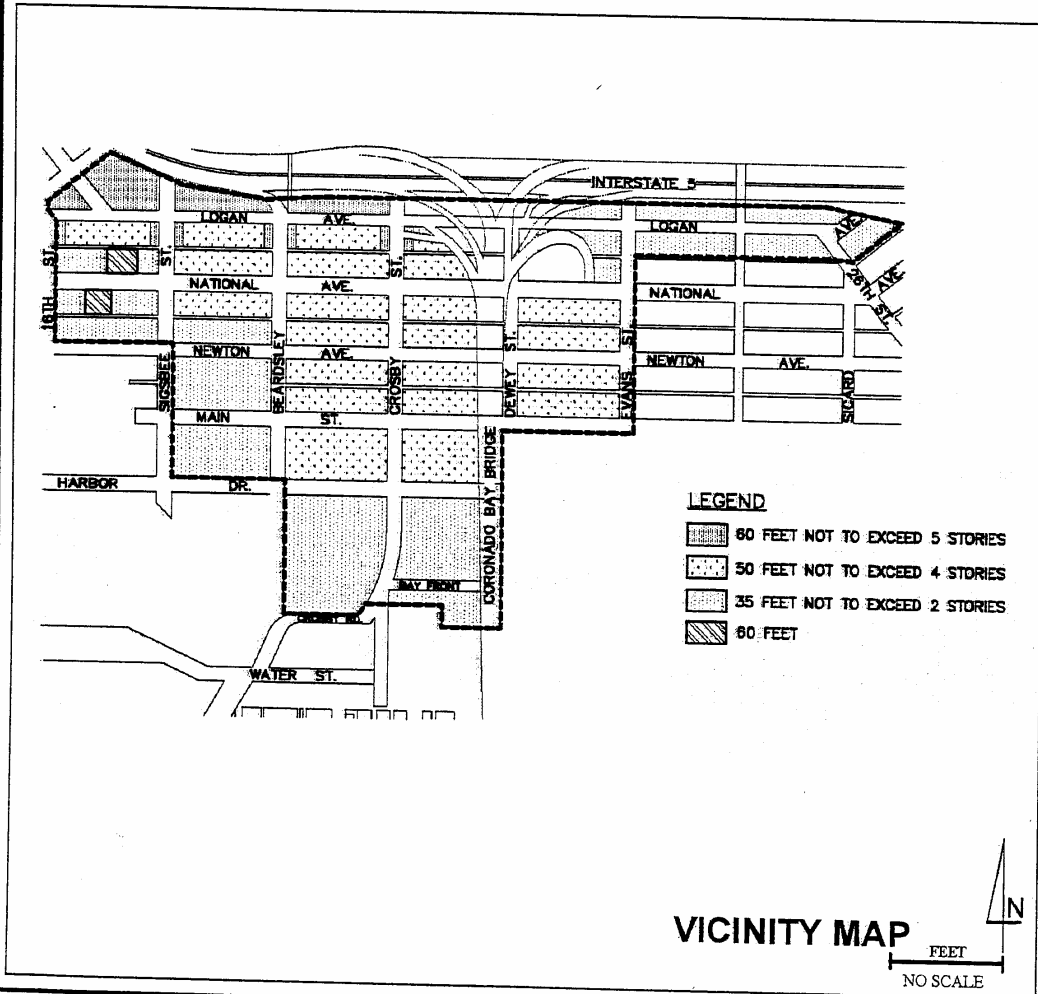 INTERSTATE 5
LOGAN AVE.
LOGAN
AVE.
ST.
ST.
ST.
16TH
26TH ST.
AVE.
NATIONAL AVE.
NATIONAL
ST.
ST.
NEWTON AVE.
NEWTON AVE.
SIGSBEE
BEARDSLEY
CROSBY
DEWEY
EVANS
SICARD
MAIN ST.
HARBOR DR.
CORONADO BAY BRIDGE
BAY FRONT
CROSBY RD.
WATER ST.
LEGEND
60 FEET NOT TO EXCEED 5 STORIES
50 FEET NOT TO EXCEED 4 STORIES
35 FEET NOT TO EXCEED 2 STORIES
60 FEET
VICINITY MAP
N
FEET
NO SCALE